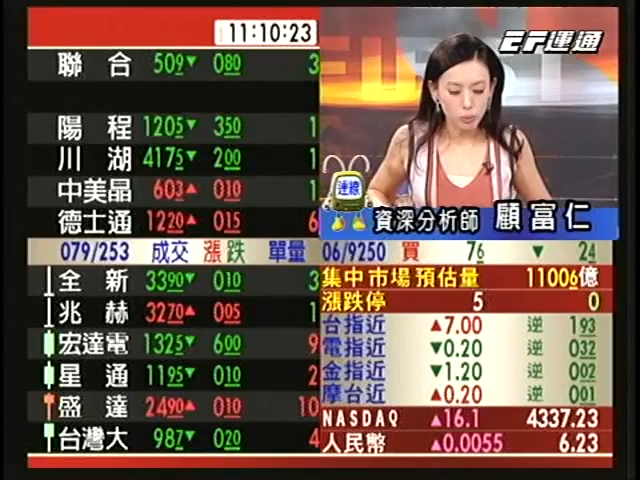 11:10:23
EF運通
聯合 509▼ 080 3
陽程 1205▼ 350 1
川湖 4175▼ 200 1
中美晶 603▲ 010 1
德士通 1220▲ 015 6
連線
資深分析師 顧富仁
079/253 成交 漲跌 單量
06/9250 買 76 ▼ 24
全新 3390▼ 010 3
兆赫 3270▲ 005 1
宏達電 1325▼ 600 9
星通 1195▼ 010 2
盛達 2490▲ 010 10
台灣大 987▼ 020 4
集中市場預估量 11006億
漲跌停 5 0
台指近 ▲7.00 逆 193
電指近 ▼0.20 逆 032
金指近 ▼1.20 逆 002
摩台近 ▲0.20 逆 001
NASDAQ ▲16.1 4337.23
人民幣 ▲0.0055 6.23